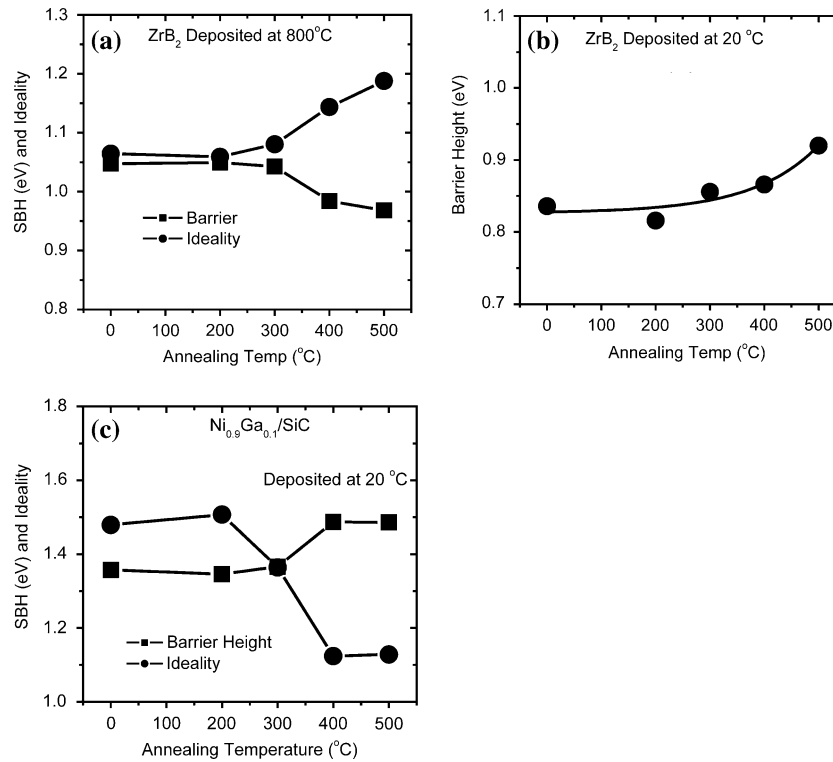 (a)
ZrB2 Deposited at 800°C
1.3
1.2
1.1
1.0
0.9
0.8
SBH (eV) and Ideality
Barrier
Ideality
0 100 200 300 400 500
Annealing Temp (°C)
(b)
ZrB2 Deposited at 20 °C
1.1
1.0
0.9
0.8
0.7
Barrier Height (eV)
0 100 200 300 400 500
Annealing Temp (°C)
(c)
Ni0.9Ga0.1/SiC
Deposited at 20 °C
1.8
1.6
1.4
1.2
1.0
SBH (eV) and Ideality
Barrier Height
Ideality
0 100 200 300 400 500
Annealing Temperature (°C)